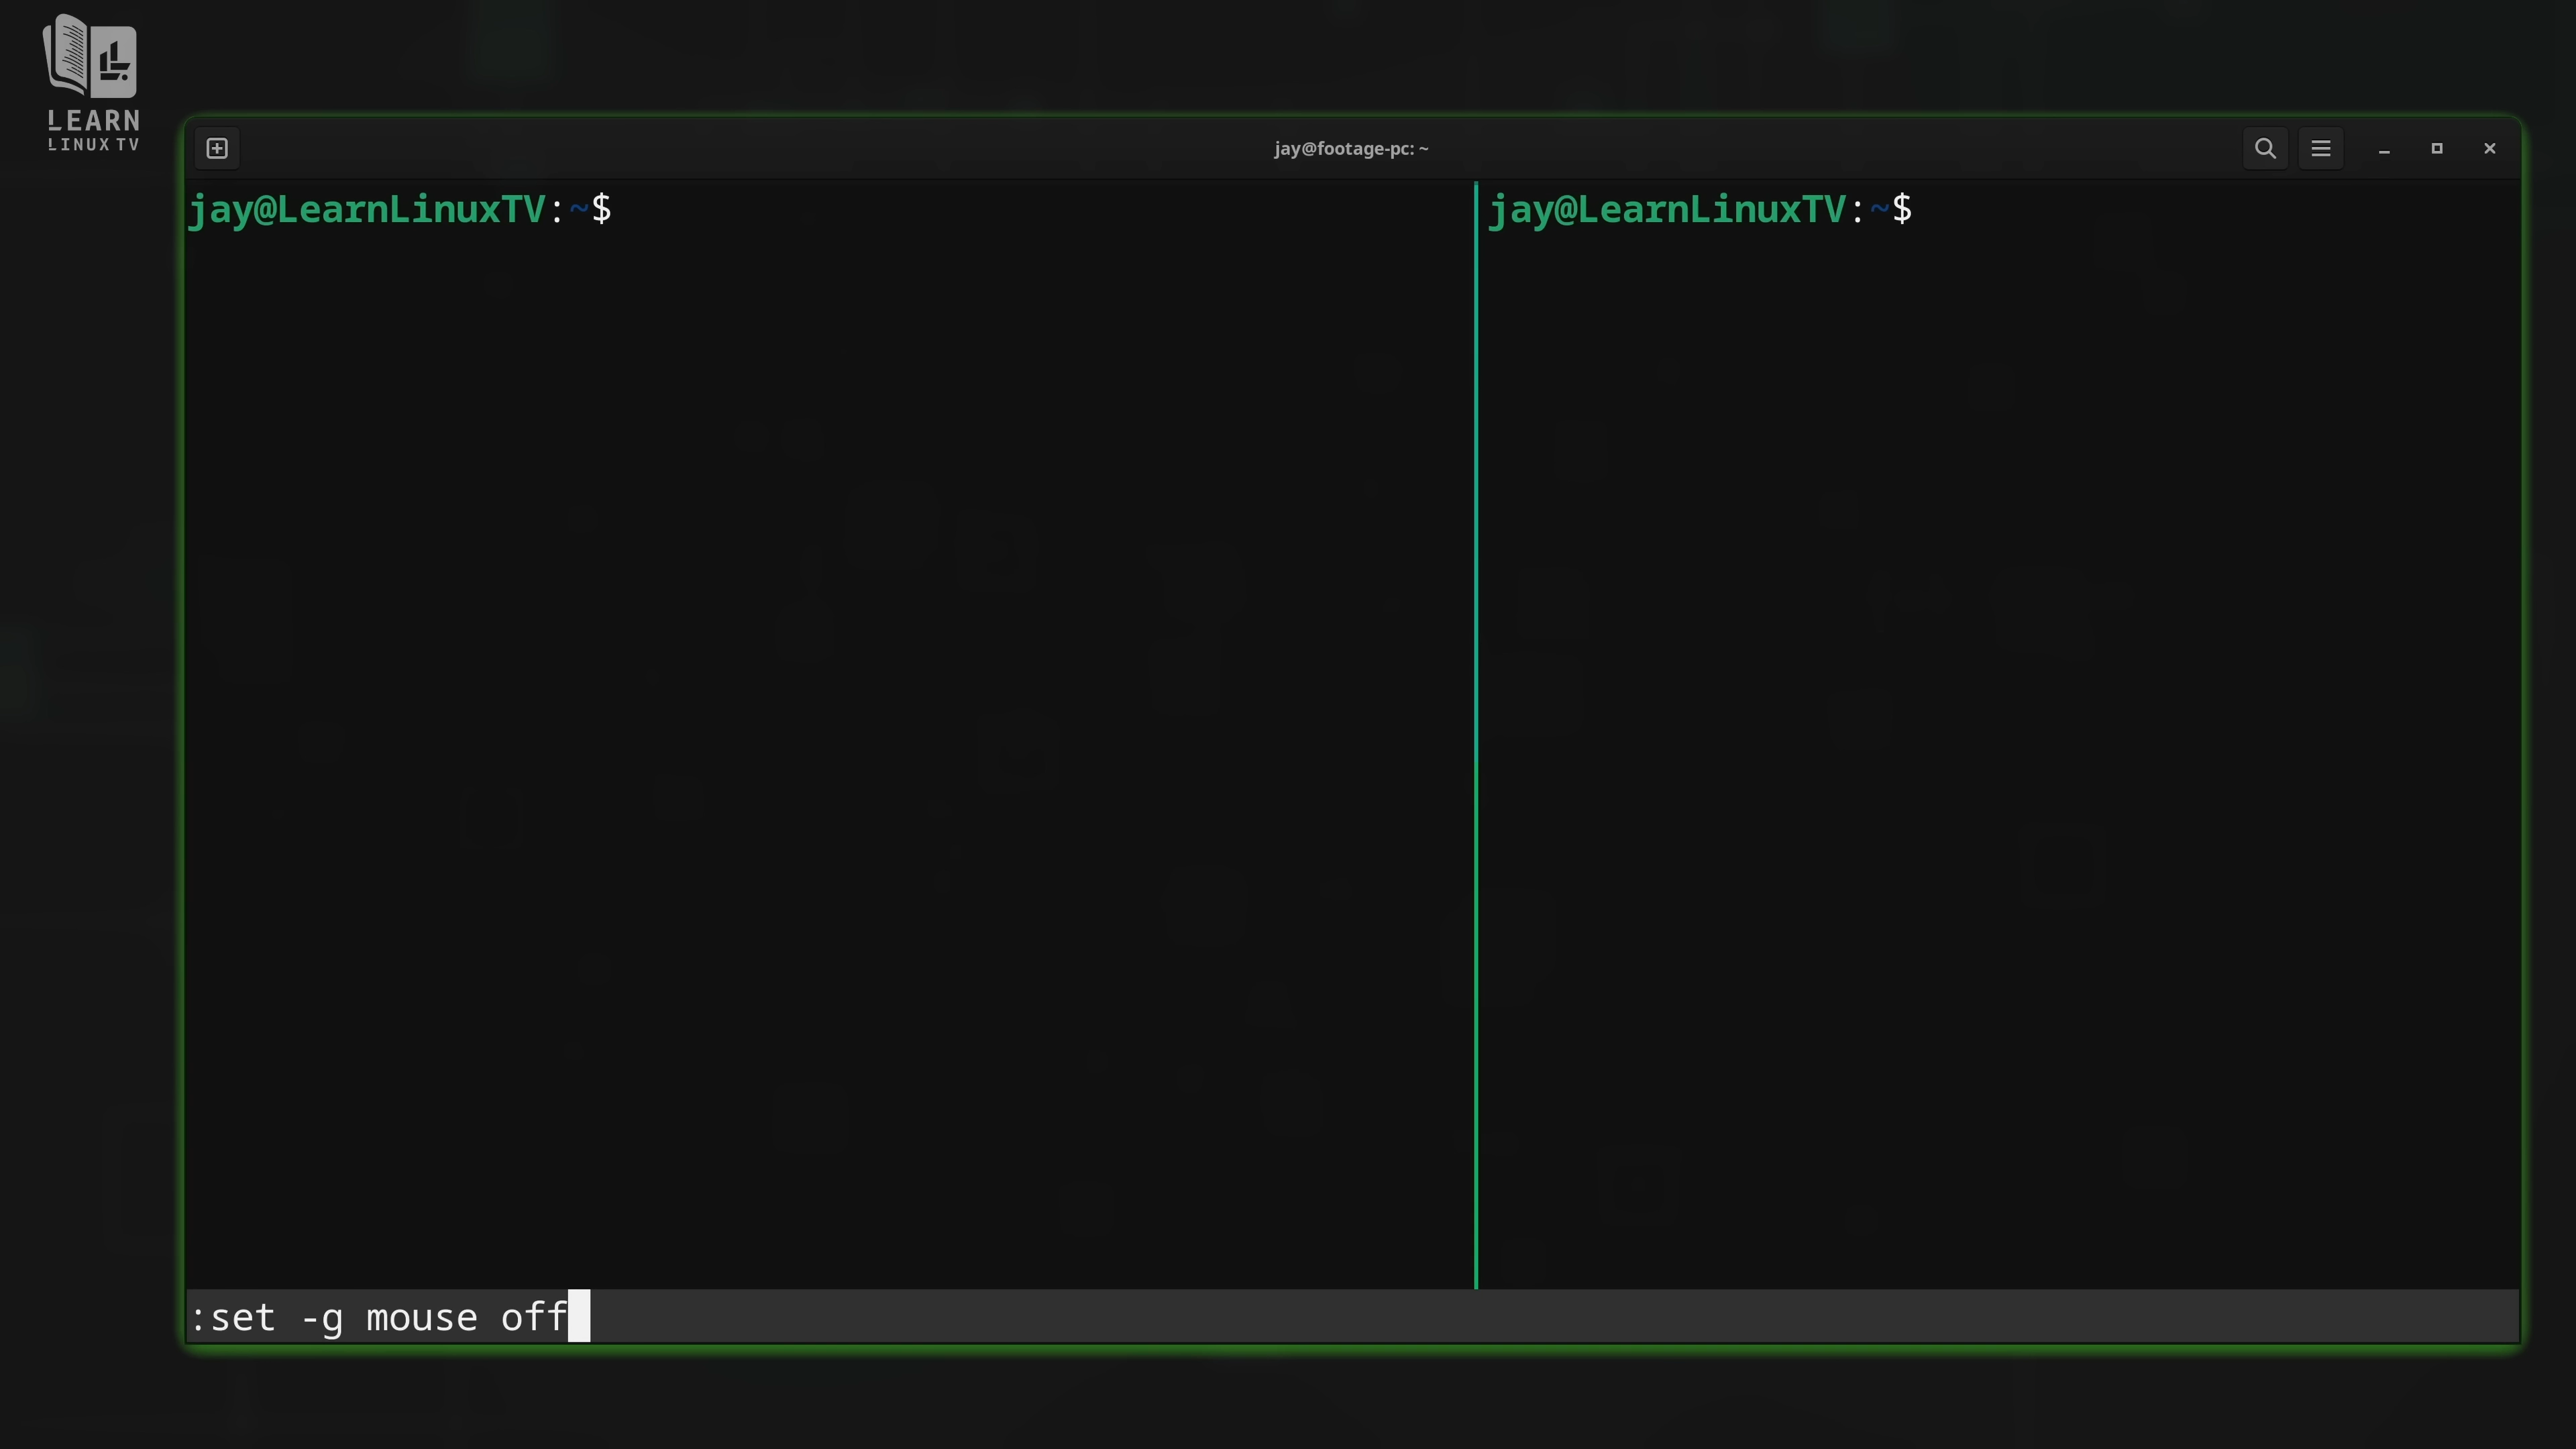 LEARN
LINUX TV
jay@footage-pc: ~
jay@LearnLinuxTV:~$
jay@LearnLinuxTV:~$
:set -g mouse off